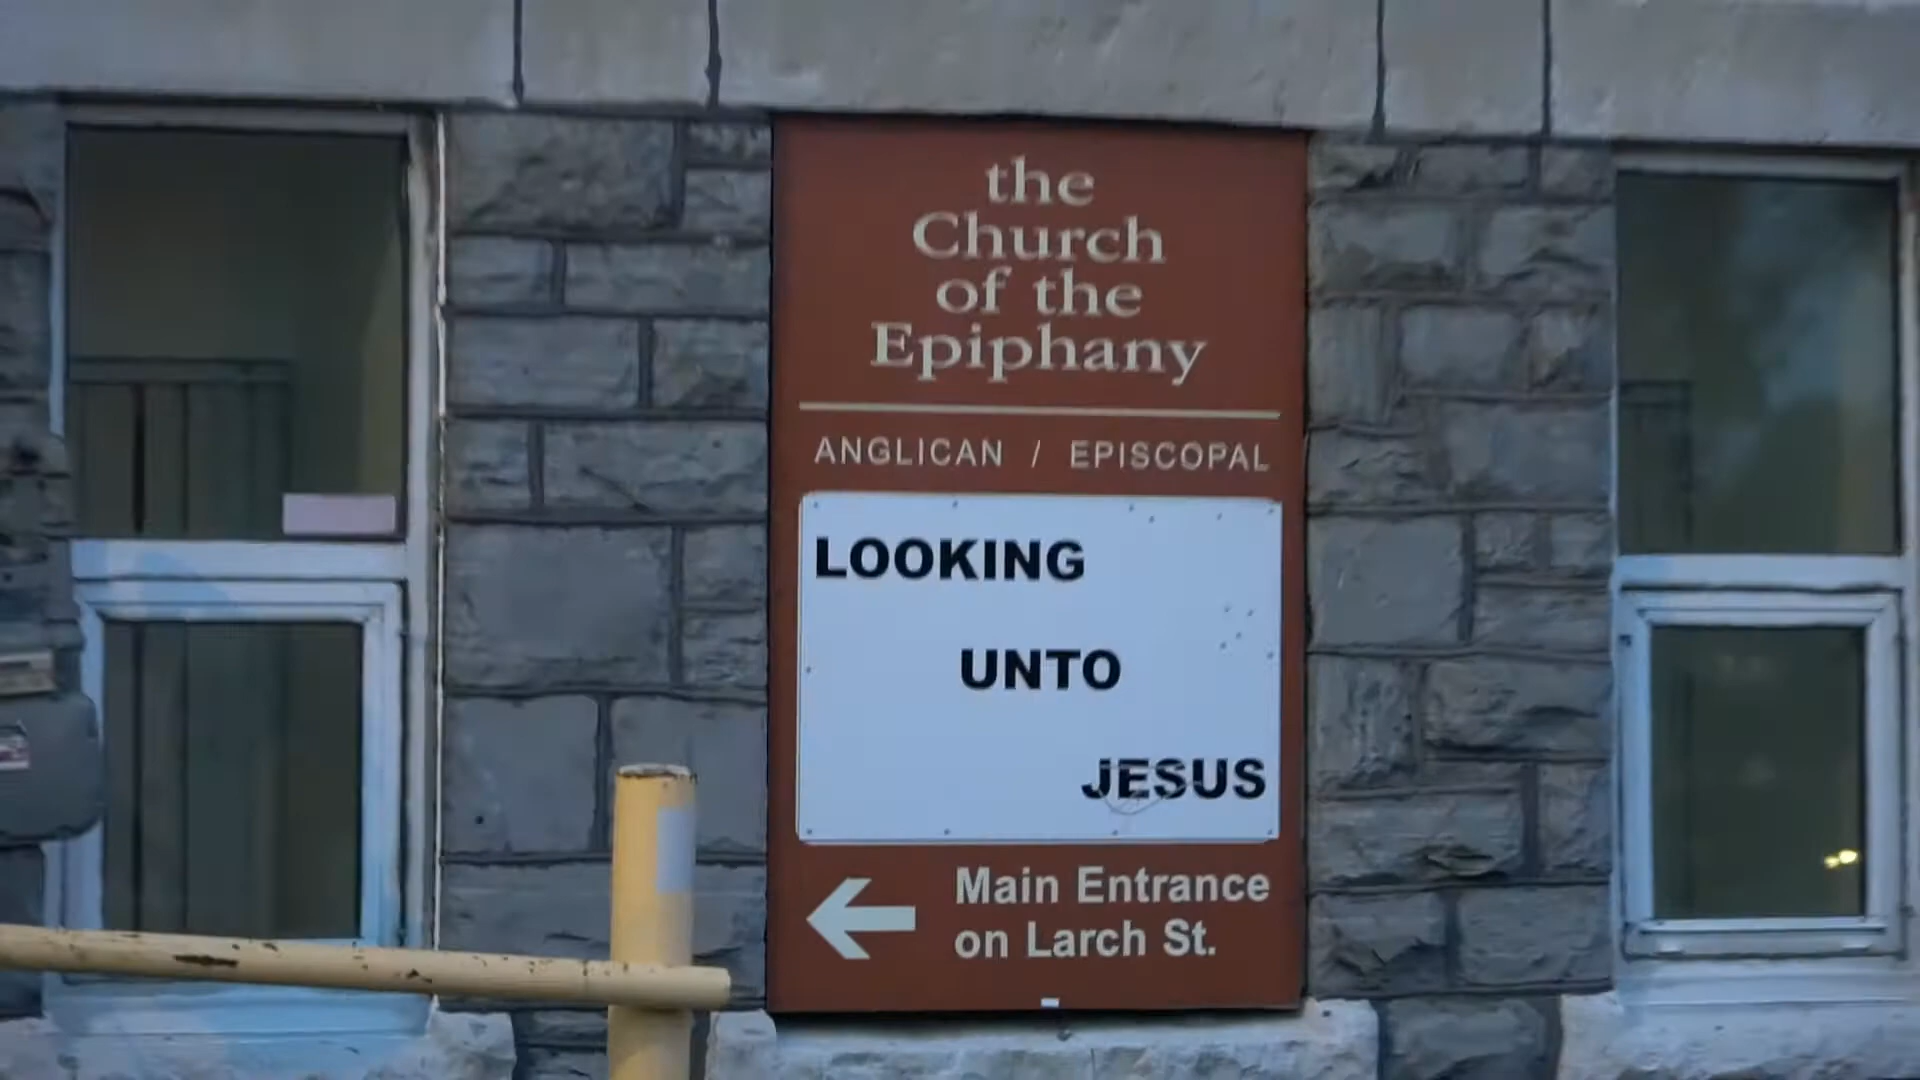 the
Church
of the
Epiphany
ANGLICAN / EPISCOPAL
LOOKING
UNTO
JESUS
Main Entrance
on Larch St.